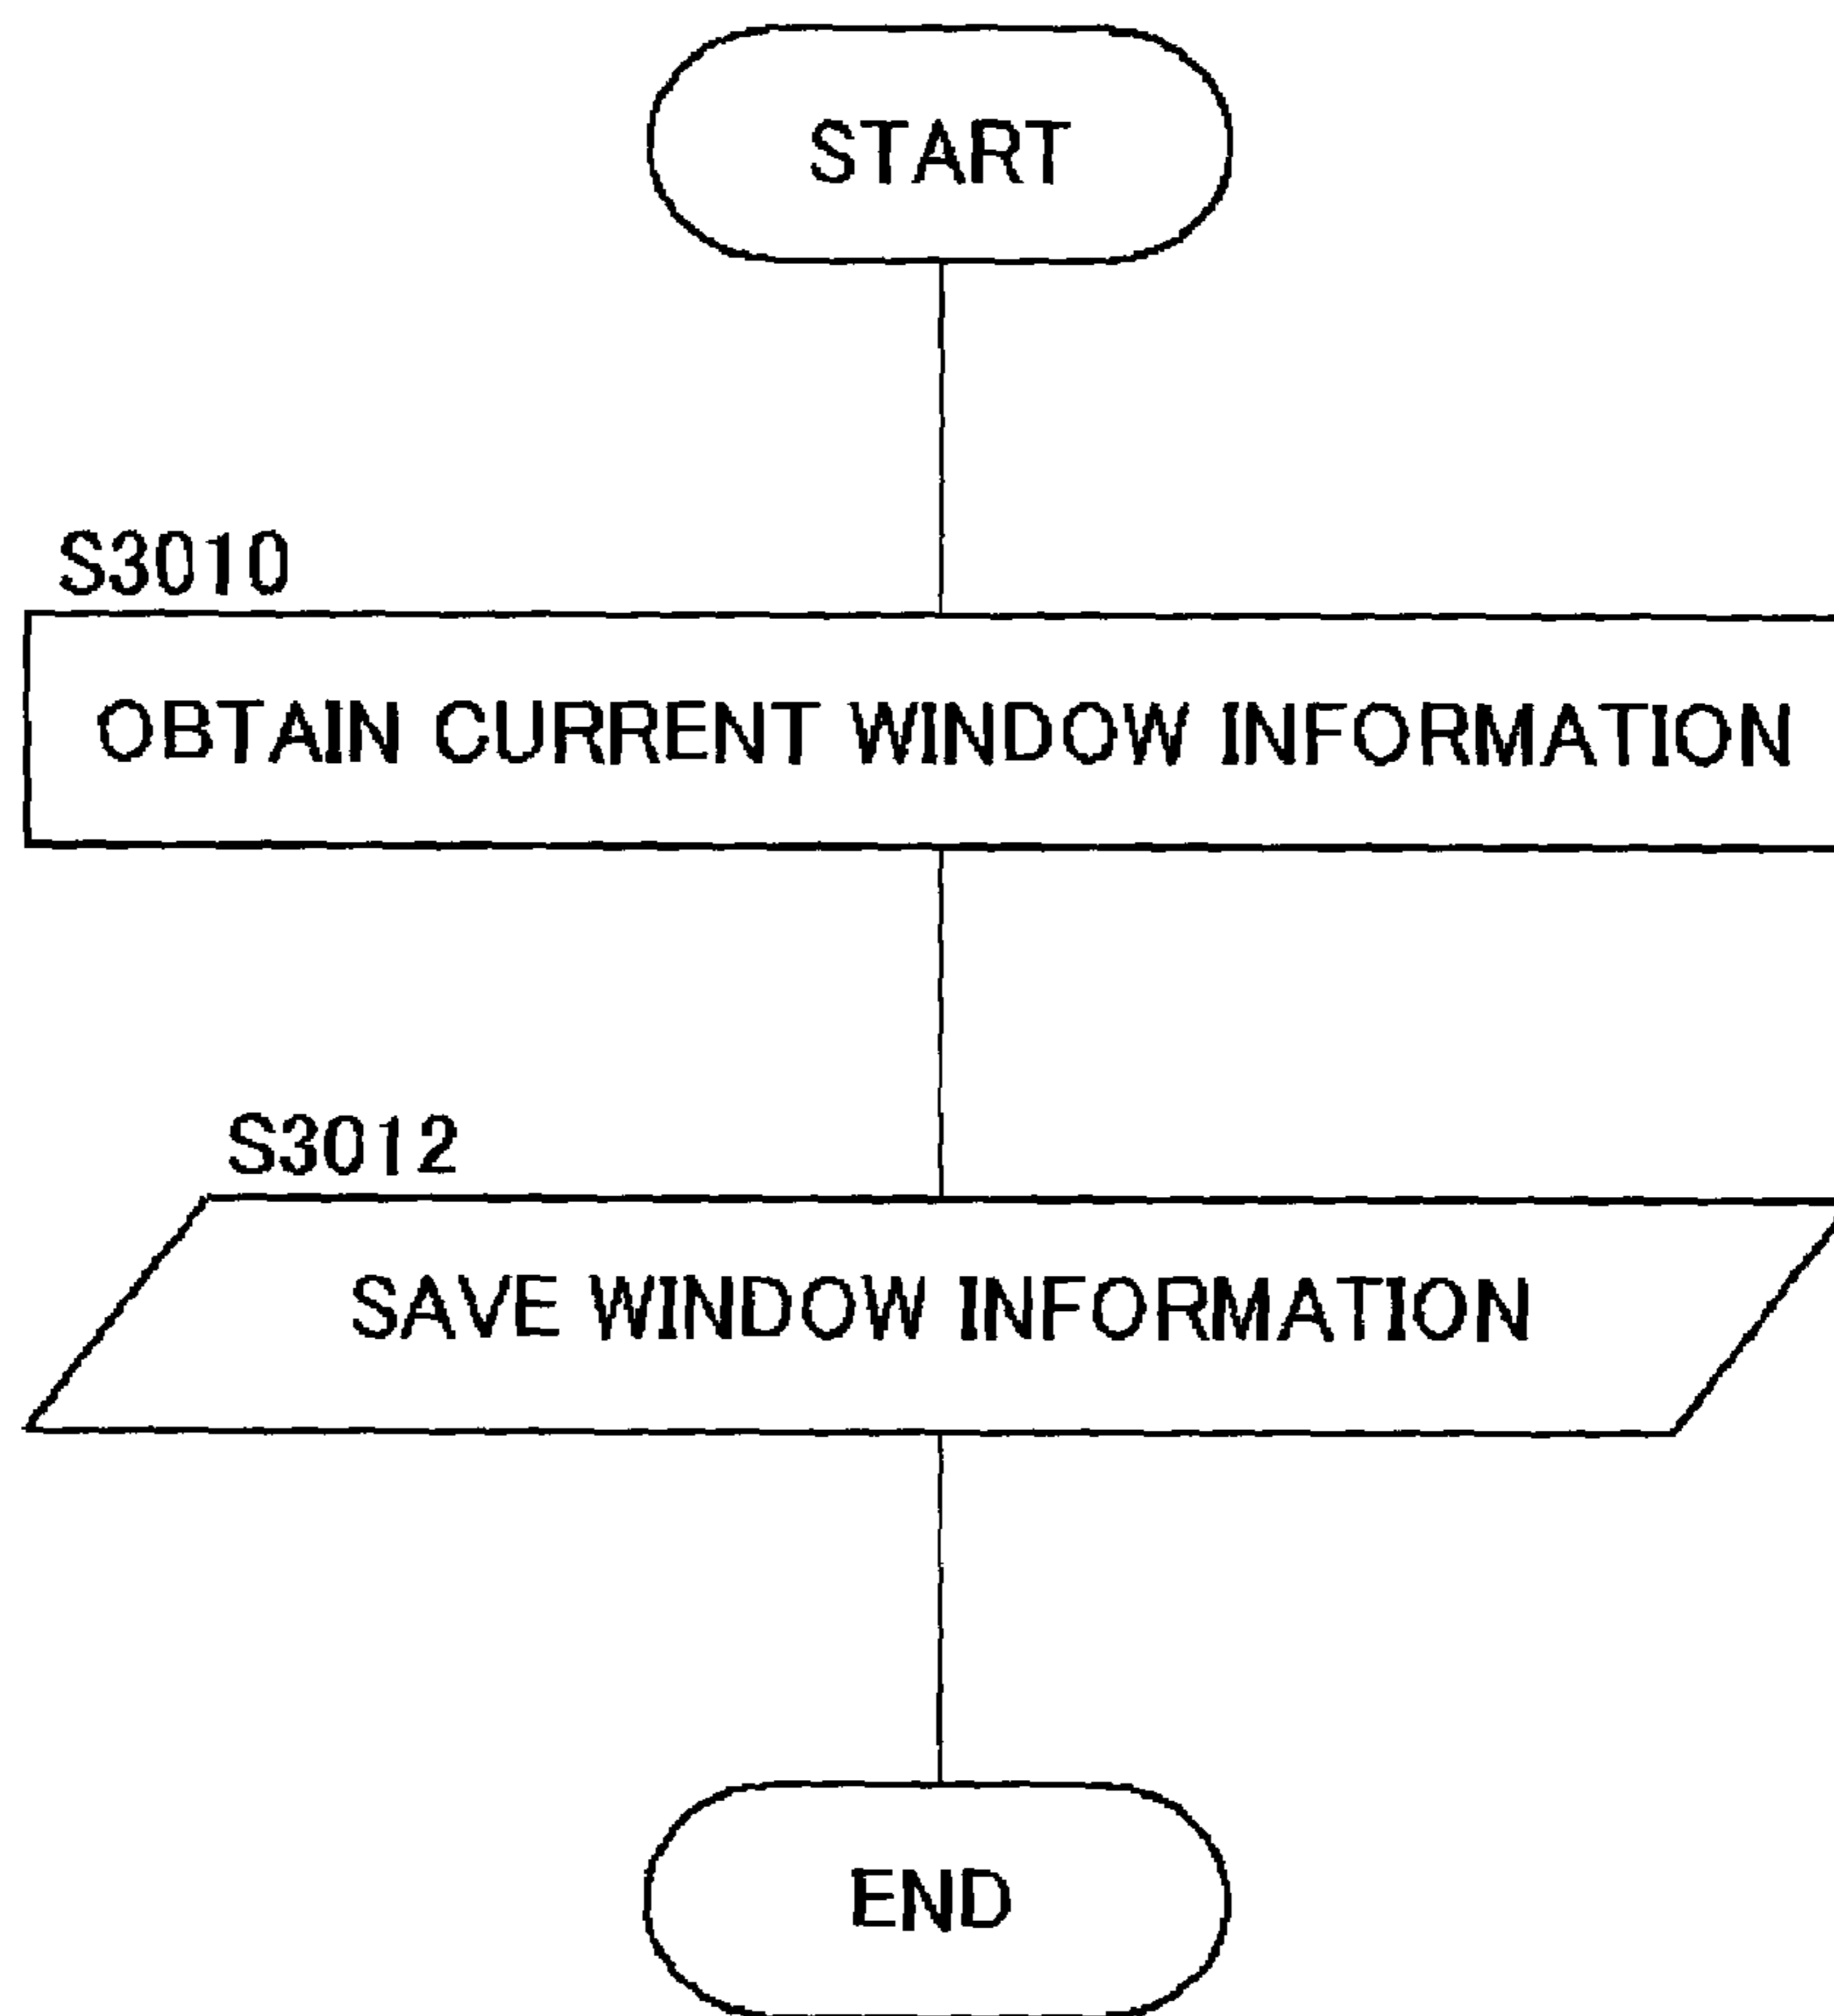 START
S3010
OBTAIN CURRENT WINDOW INFORMATION
S3012
SAVE WINDOW INFORMATION
END